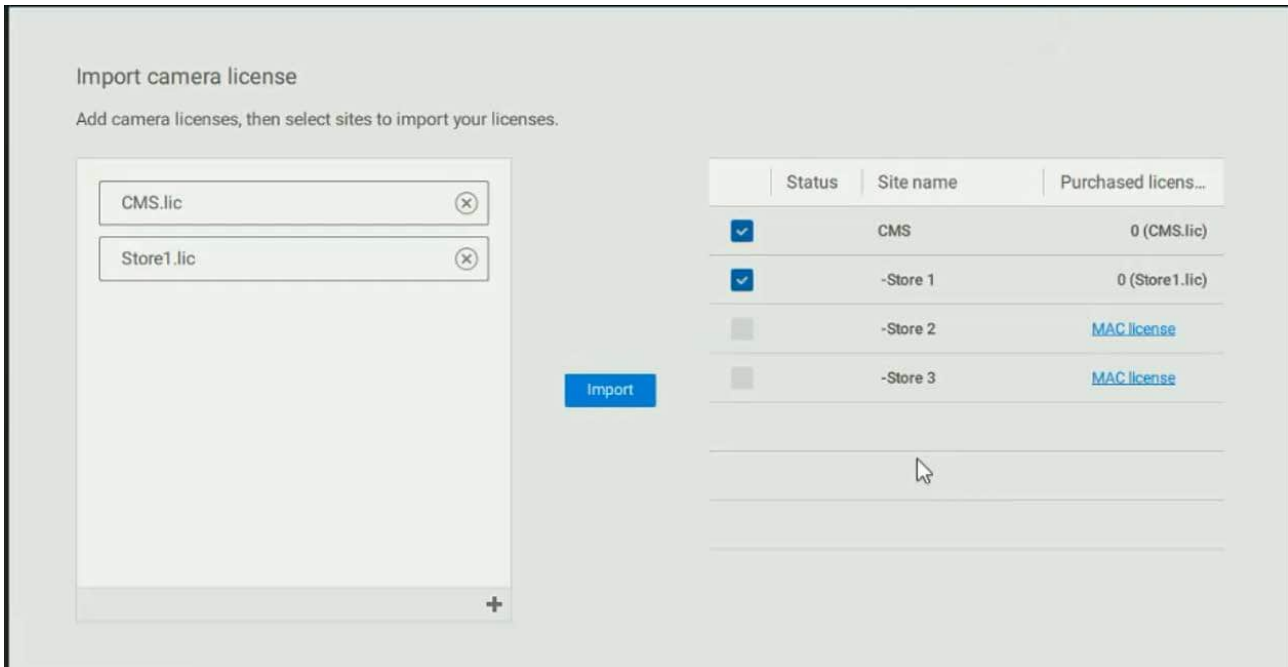 Import camera license
Add camera licenses, then select sites to import your licenses.
CMS.lic
Store1.lic
Import
Status Site name Purchased licens...
CMS 0 (CMS.lic)
-Store 1 0 (Store1.lic)
-Store 2 MAC license
-Store 3 MAC license